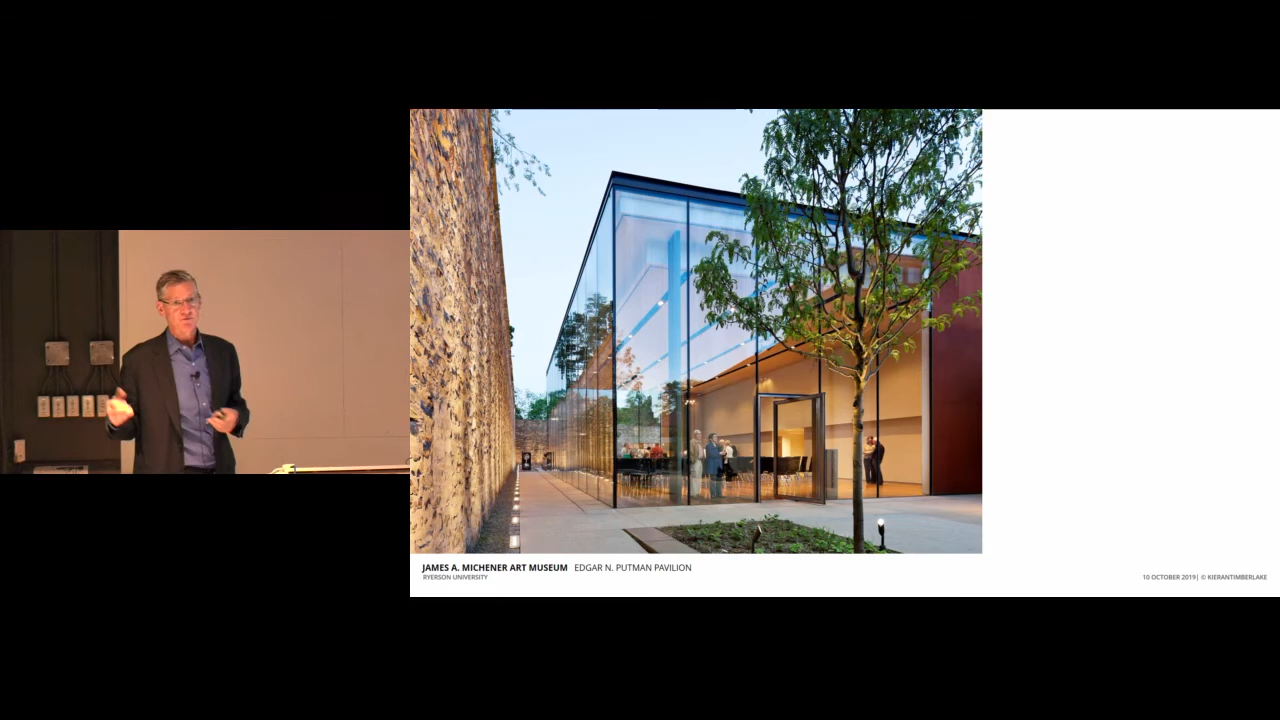 JAMES A. MICHENER ART MUSEUM EDGAR N. PUTMAN PAVILION
RYERSON UNIVERSITY
10 OCTOBER 2019| © KIERANTIMBERLAKE